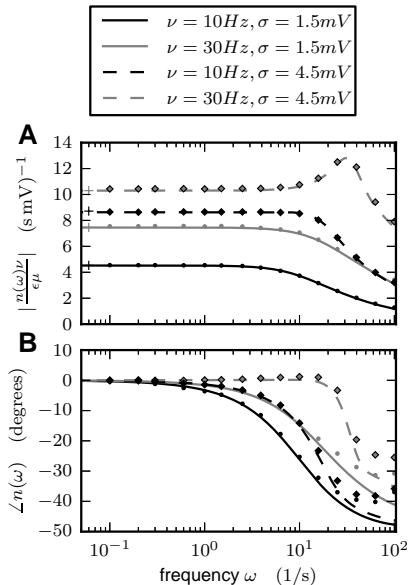 ν = 10Hz, σ = 1.5mV
ν = 30Hz, σ = 1.5mV
ν = 10Hz, σ = 4.5mV
ν = 30Hz, σ = 4.5mV
A
14
12
10
8
6
4
2
0
|n(ω)ν/ϵμ| (s mV)⁻¹
B
10
0
−10
−20
−30
−40
−50
∠n(ω) (degrees)
10⁻¹ 10⁰ 10¹ 10²
frequency ω (1/s)